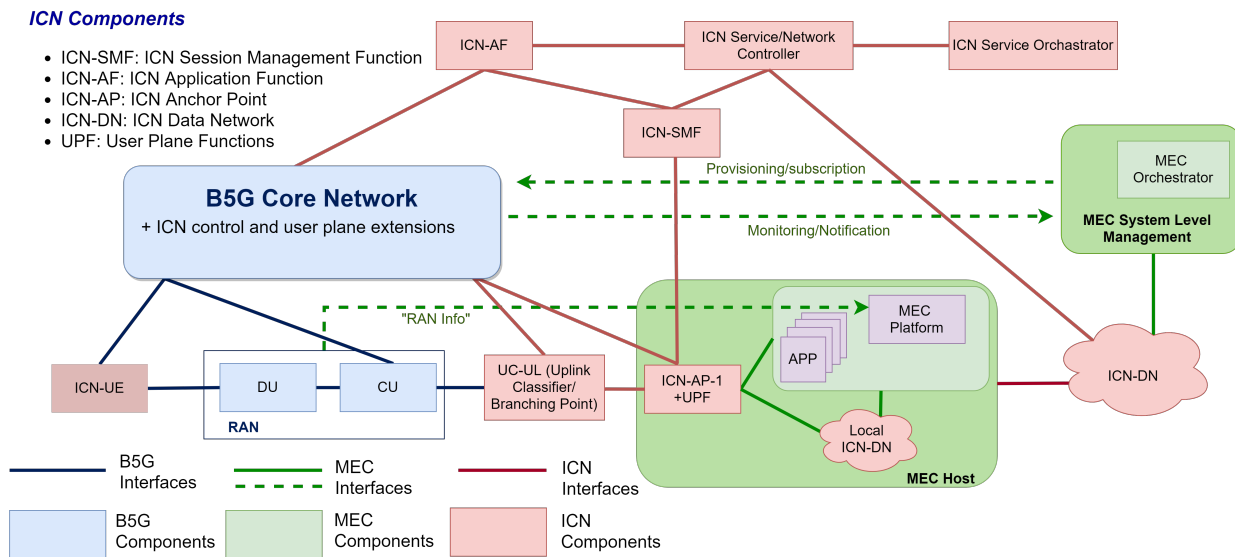 ICN Components
• ICN-SMF: ICN Session Management Function
• ICN-AF: ICN Application Function
• ICN-AP: ICN Anchor Point
• ICN-DN: ICN Data Network
• UPF: User Plane Functions
ICN-AF
ICN Service/Network
Controller
ICN Service Orchastrator
ICN-SMF
B5G Core Network
+ ICN control and user plane extensions
Provisioning/subscription
Monitoring/Notification
MEC
Orchestrator
MEC System Level
Management
"RAN Info"
MEC
Platform
APP
ICN-UE
DU
CU
RAN
UC-UL (Uplink
Classifier/
Branching Point)
ICN-AP-1
+UPF
Local
ICN-DN
MEC Host
ICN-DN
B5G
Interfaces
MEC
Interfaces
ICN
Interfaces
B5G
Components
MEC
Components
ICN
Components